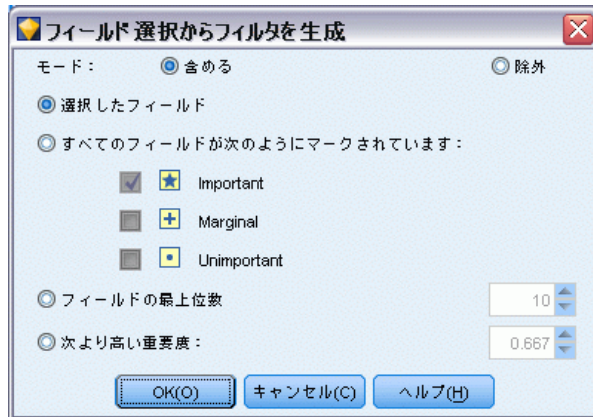 フィールド選択からフィルタを生成
モード： 含める 除外
選択したフィールド
すべてのフィールドが次のようにマークされています：
Important
Marginal
Unimportant
フィールドの最上位数 10
次より高い重要度： 0.667
OK(O) キャンセル(C) ヘルプ(H)